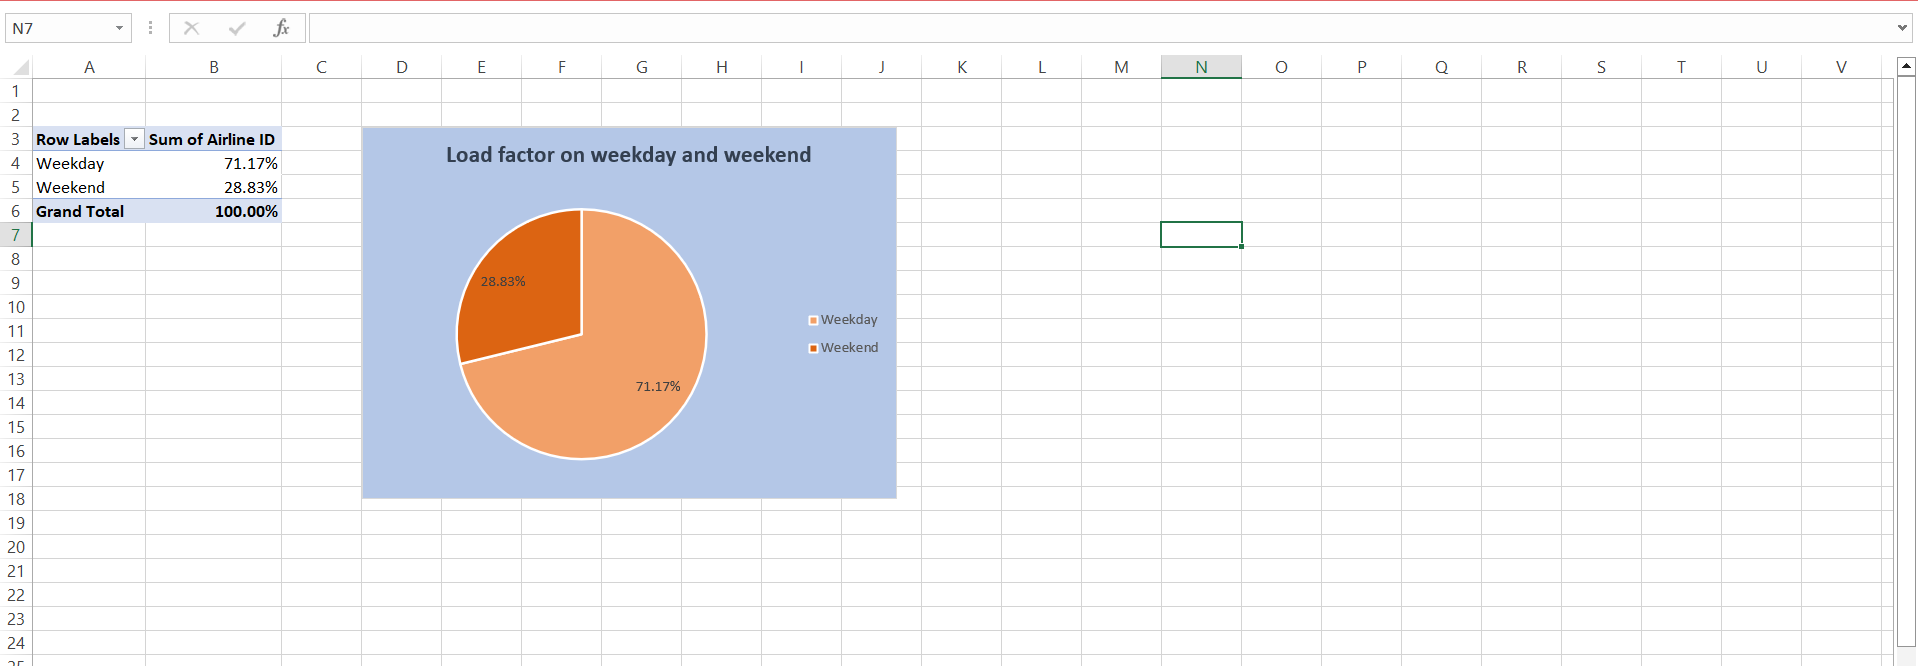 N7
fx
A B C D E F G H I J K L M N O P Q R S T U V
1
2
3 Row Labels Sum of Airline ID
4 Weekday 71.17%
5 Weekend 28.83%
6 Grand Total 100.00%
7
8
9
10
11
12
13
14
15
16
17
18
19
20
21
22
23
24
25
Load factor on weekday and weekend
28.83%
71.17%
Weekday
Weekend